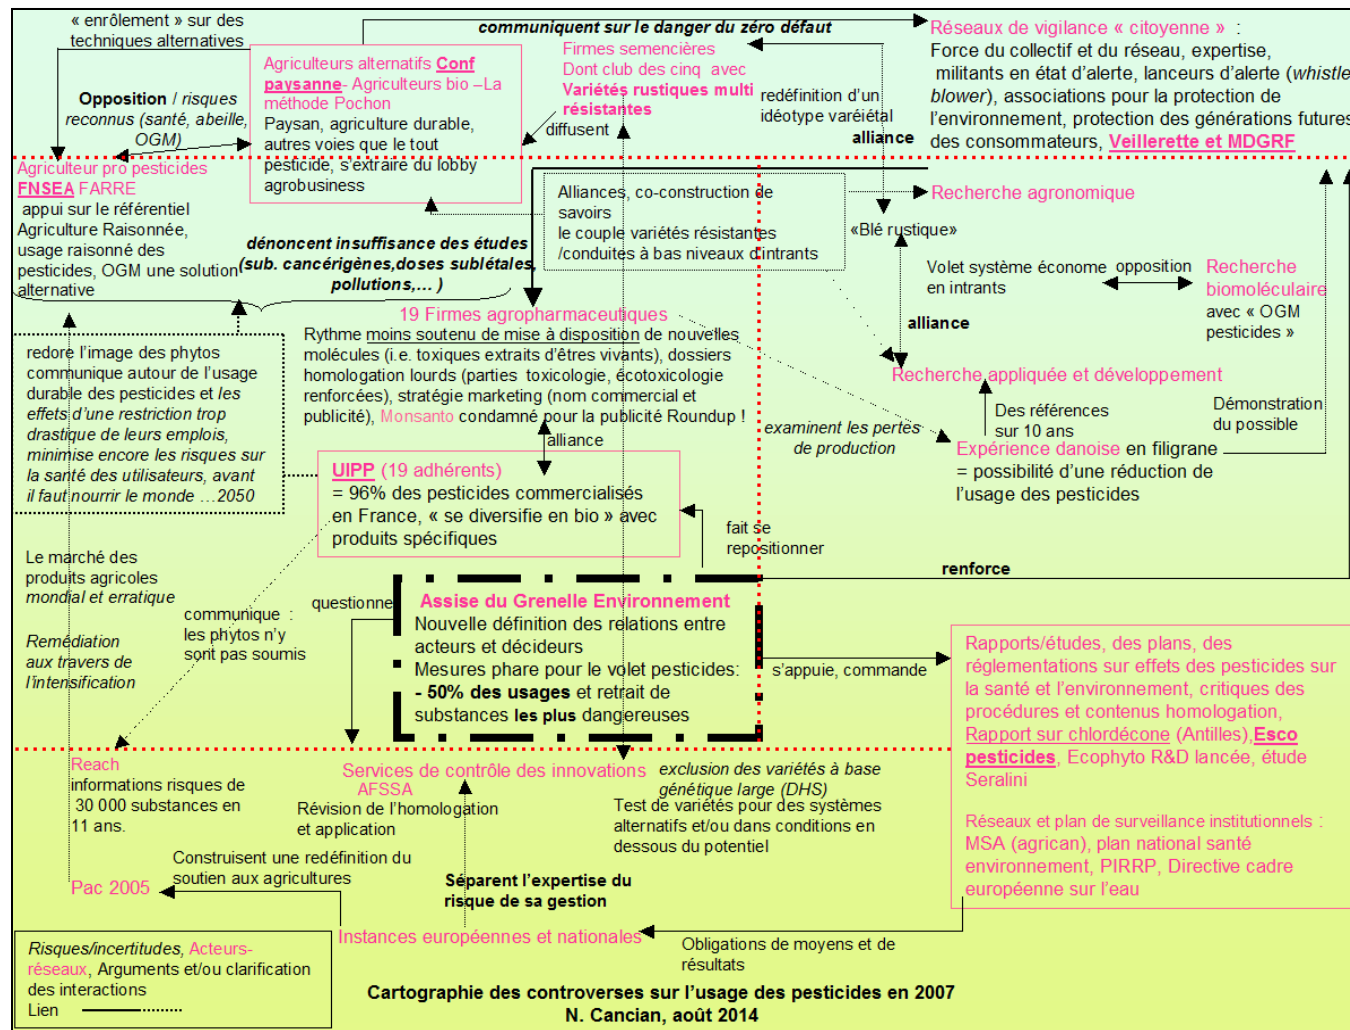 « enrôlement » sur des
techniques alternatives
communiquent sur le danger du zéro défaut
Réseaux de vigilance « citoyenne » :
Force du collectif et du réseau, expertise,
militants en état d'alerte, lanceurs d'alerte (whistle
blower), associations pour la protection de
l'environnement, protection des générations futures
des consommateurs, Veillerette et MDGRF
Agriculteurs alternatifs Conf
paysanne- Agriculteurs bio –La
méthode Pochon
Paysan, agriculture durable,
autres voies que le tout
pesticide, s'extraire du lobby
agrobusiness
Firmes semencières
Dont club des cinq avec
Variétés rustiques multi
résistantes
diffusent
redéfinition d'un
idéotype varéiétal
alliance
Opposition / risques
reconnus (santé, abeille,
OGM)
Agriculteur pro pesticides
FNSEA FARRE
appui sur le référentiel
Agriculture Raisonnée,
usage raisonné des
pesticides, OGM une solution
alternative
Alliances, co-construction de
savoirs
le couple variétés résistantes
/conduites à bas niveaux d'intrants
Recherche agronomique
«Blé rustique»
dénoncent insuffisance des études
(sub. cancérigènes,doses sublétales,
pollutions,… )
Volet système économe
en intrants
opposition
Recherche
biomoléculaire
avec « OGM
pesticides »
alliance
19 Firmes agropharmaceutiques
Rythme moins soutenu de mise à disposition de nouvelles
molécules (i.e. toxiques extraits d'êtres vivants), dossiers
homologation lourds (parties toxicologie, écotoxicologie
renforcées), stratégie marketing (nom commercial et
publicité), Monsanto condamné pour la publicité Roundup !
redore l'image des phytos
communique autour de l'usage
durable des pesticides et les
effets d'une restriction trop
drastique de leurs emplois,
minimise encore les risques sur
la santé des utilisateurs, avant
il faut nourrir le monde …2050
Recherche appliquée et développement
Des références
sur 10 ans
Démonstration
du possible
examinent les pertes
de production
Expérience danoise en filigrane
= possibilité d'une réduction de
l'usage des pesticides
alliance
UIPP (19 adhérents)
= 96% des pesticides commercialisés
en France, « se diversifie en bio » avec
produits spécifiques
fait se
repositionner
renforce
Le marché des
produits agricoles
mondial et erratique
Remédiation
aux travers de
l'intensification
communique :
les phytos n'y
sont pas soumis
questionne
Assise du Grenelle Environnement
Nouvelle définition des relations entre
acteurs et décideurs
Mesures phare pour le volet pesticides:
- 50% des usages et retrait de
substances les plus dangereuses
s'appuie, commande
Rapports/études, des plans, des
réglementations sur effets des pesticides sur
la santé et l'environnement, critiques des
procédures et contenus homologation,
Rapport sur chlordécone (Antilles),Esco
pesticides, Ecophyto R&D lancée, étude
Seralini
Réseaux et plan de surveillance institutionnels :
MSA (agrican), plan national santé
environnement, PIRRP, Directive cadre
européenne sur l'eau
Reach
informations risques de
30 000 substances en
11 ans.
Services de contrôle des innovations
AFSSA
Révision de l'homologation
et application
exclusion des variétés à base
génétique large (DHS)
Test de variétés pour des systèmes
alternatifs et/ou dans conditions en
dessous du potentiel
Construisent une redéfinition du
soutien aux agricultures
Pac 2005
Séparent l'expertise du
risque de sa gestion
Instances européennes et nationales
Obligations de moyens et de
résultats
Risques/incertitudes, Acteurs-
réseaux, Arguments et/ou clarification
des interactions
Lien
Cartographie des controverses sur l'usage des pesticides en 2007
N. Cancian, août 2014